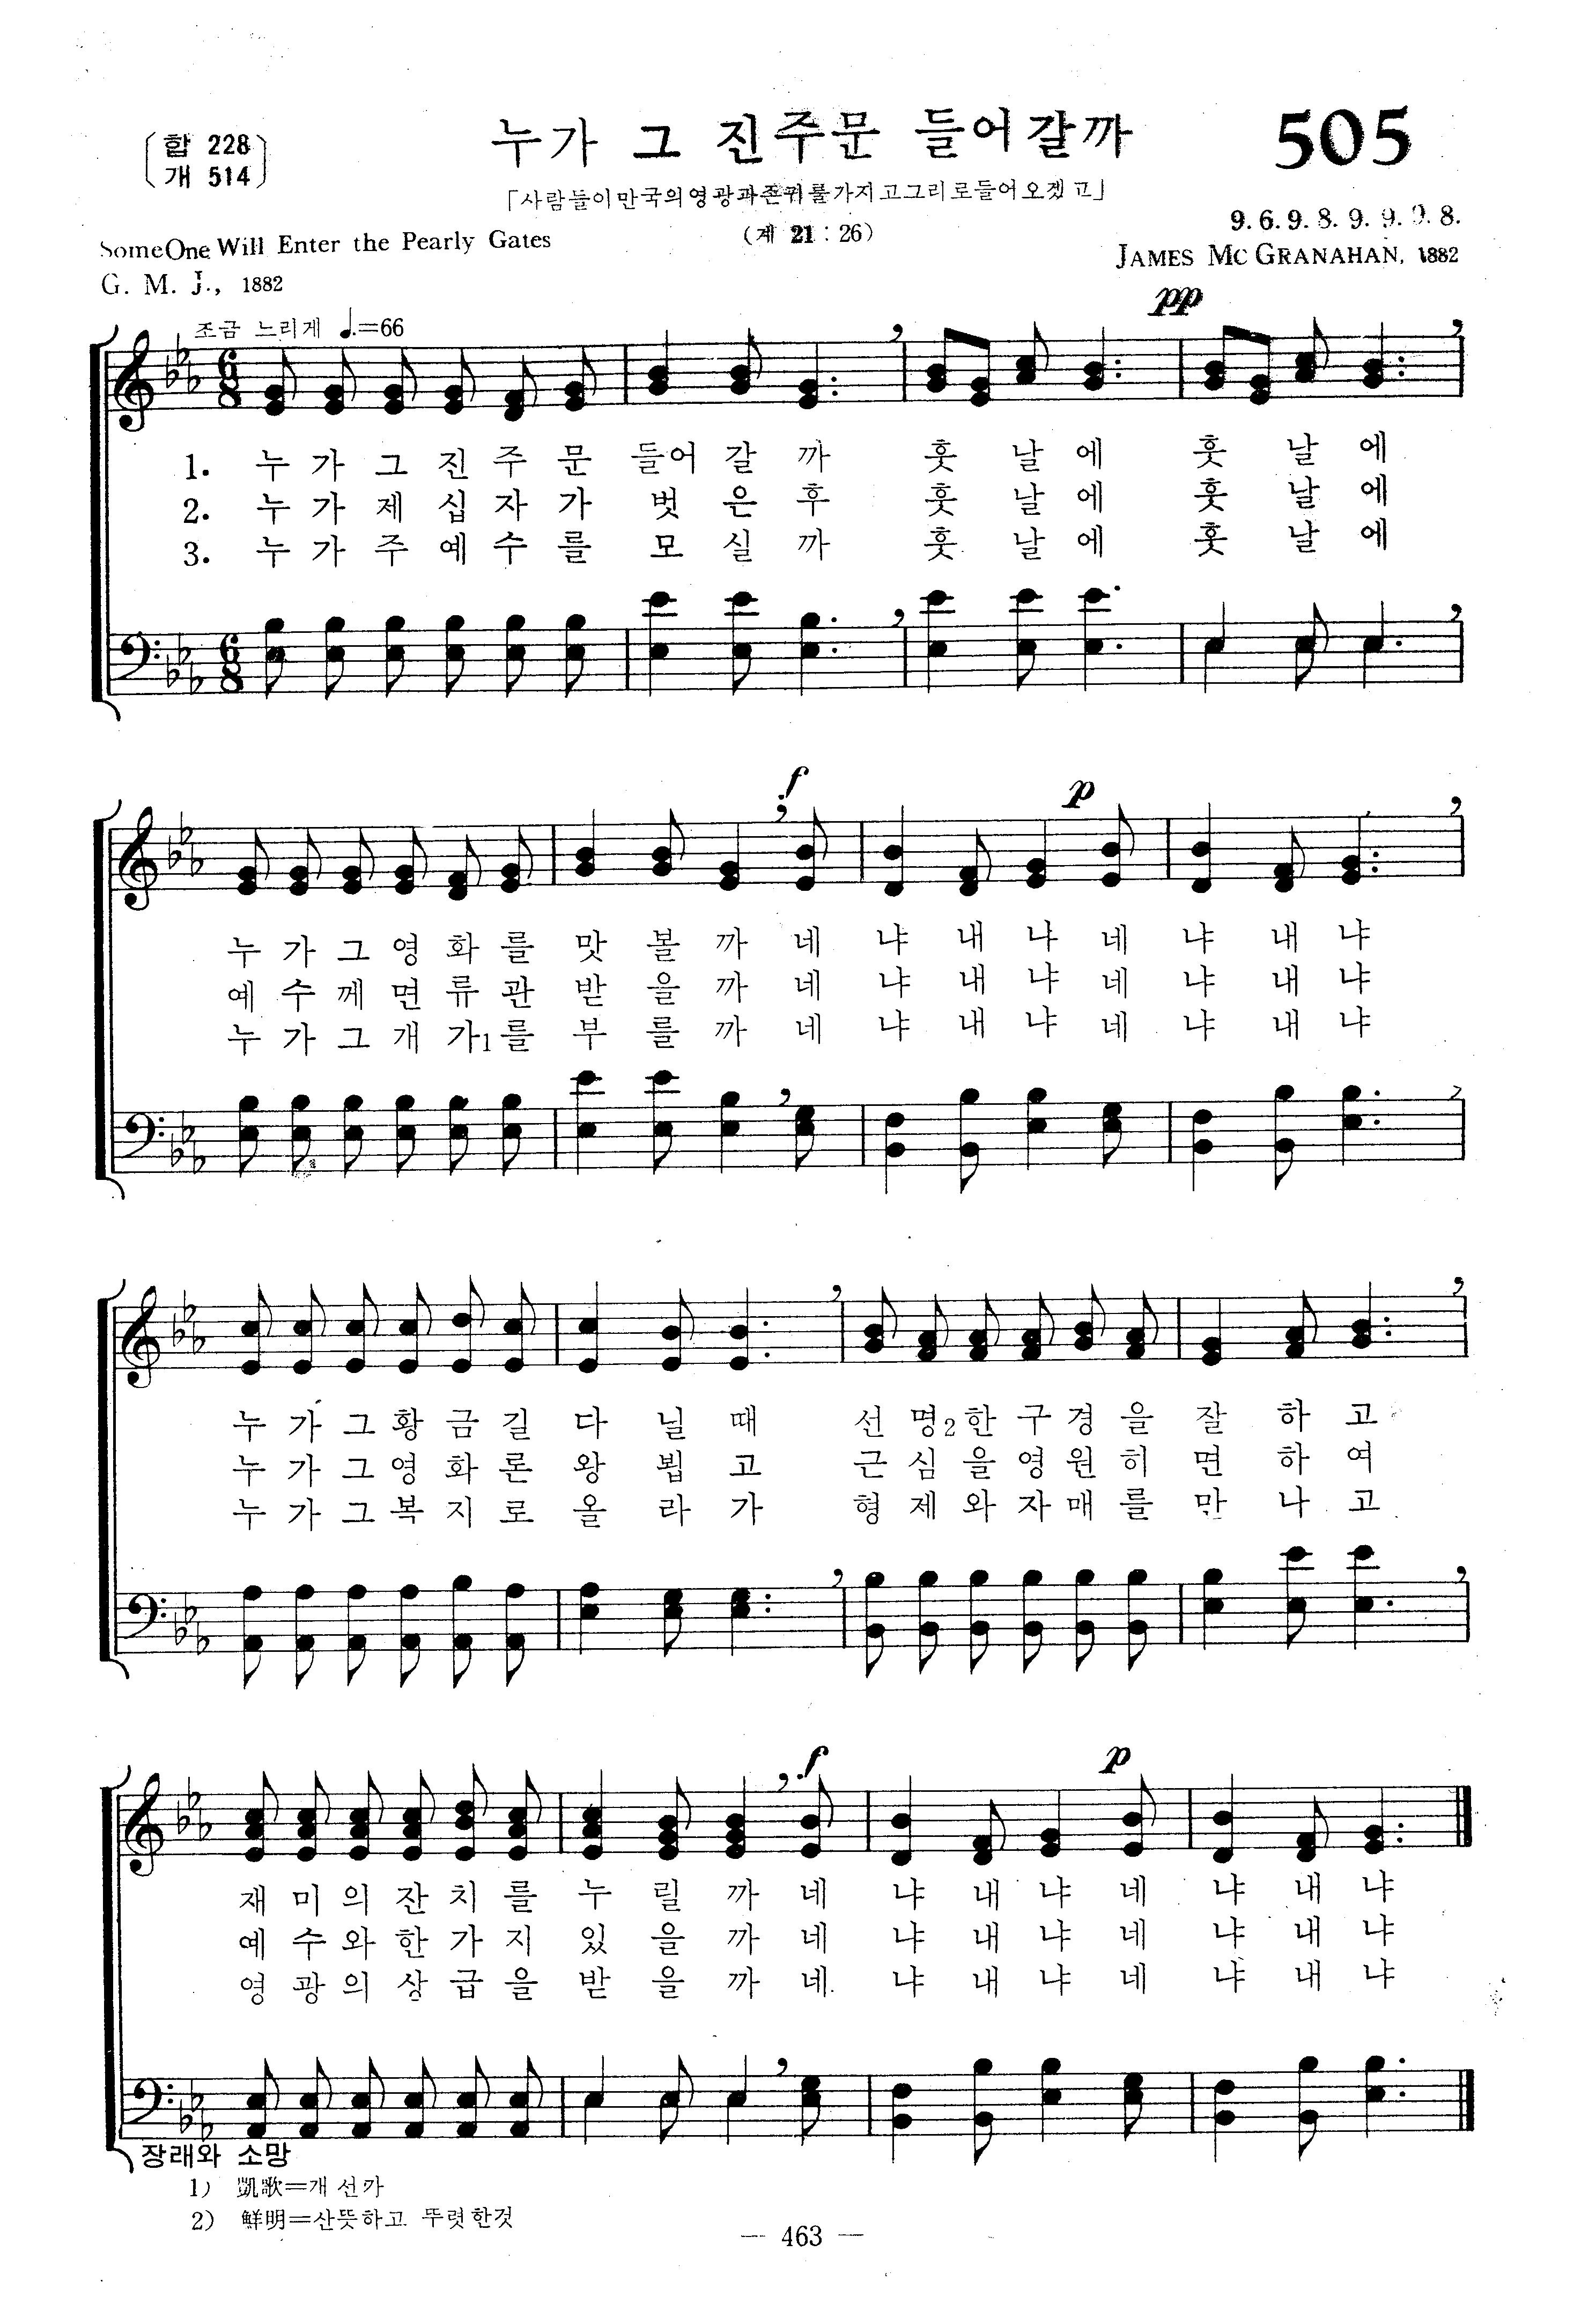 합 228
개 514
누가 그 진주문 들어갈까
505
「사람들이만국의영광과존귀를가지고그리로들어오겠고」
(계 21 : 26)
9. 6. 9. 8. 9. 9. 9. 8.
SomeOne Will Enter the Pearly Gates
JAMES MC GRANAHAN, 1882
G. M. J., 1882
조금 느리게 ♩.=66
pp
6 8
1. 누 가 그 진 주 문 들어 갈 까 훗 날 에 훗 날 에
2. 누 가 제 십 자 가 벗 은 후 훗 날 에 훗 날 에
3. 누 가 주 예 수 를 모 실 까 훗 날 에 훗 날 에
6 8
f p
누 가 그 영 화 를 맛 볼 까 네 냐 내 냐 네 냐 내 냐
예 수 께 면 류 관 받 을 까 네 냐 내 냐 네 냐 내 냐
누 가 그 개 가1를 부 를 까 네 냐 내 냐 네 냐 내 냐
누 가 그 황 금 길 다 닐 때 선 명2한 구 경 을 잘 하 고
누 가 그 영 화 론 왕 뵙 고 근 심 을 영 원 히 면 하 여
누 가 그 복 지 로 올 라 가 형 제 와 자 매 를 만 나 고
f p
재 미 의 잔 치 를 누 릴 까 네 냐 내 냐 네 냐 내 냐
예 수 와 한 가 지 있 을 까 네 냐 내 냐 네 냐 내 냐
영 광 의 상 급 을 받 을 까 네 냐 내 냐 네 냐 내 냐
장래와 소망
1) 凱歌=개선가
2) 鮮明=산뜻하고 뚜렷한것
— 463 —